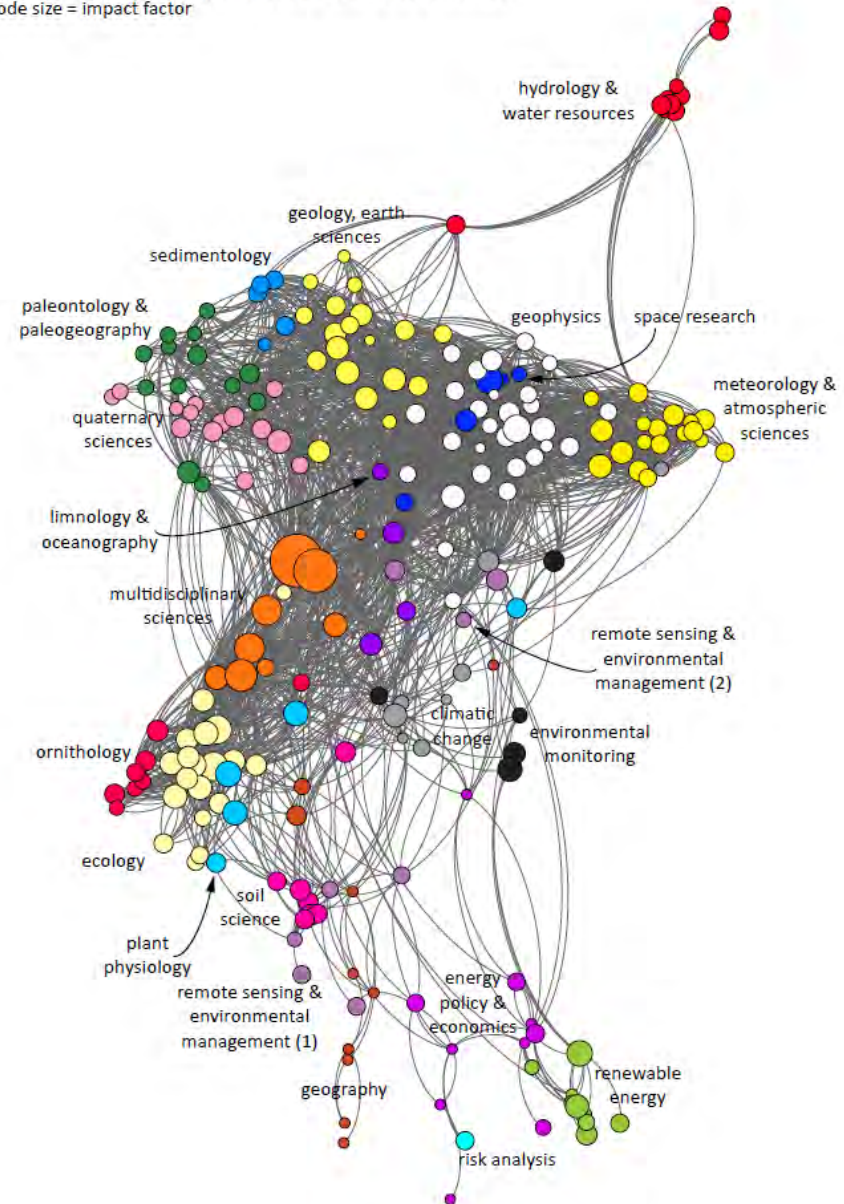 ode size = impact factor
hydrology &
water resources
geology, earth
sciences
sedimentology
paleontology &
paleogeography
geophysics
space research
meteorology &
atmospheric
sciences
quaternary
sciences
limnology &
oceanography
multidisciplinary
sciences
remote sensing &
environmental
management (2)
climatic
change
environmental
monitoring
ornithology
ecology
soil
science
plant
physiology
remote sensing &
environmental
management (1)
energy
policy &
economics
renewable
energy
geography
risk analysis